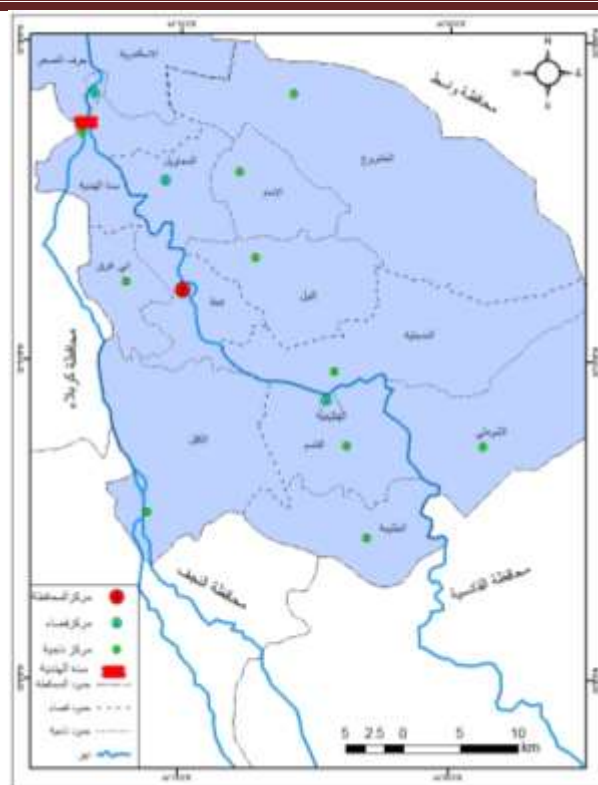 جرف الصخر
الاسكندرية
محافظة واسط
N
E
S
W
المشروع
المحاويل
الامام
سدة الهندية
ابي غرق
الحلة
النيل
المدحتية
محافظة كربلاء
الكفل
الهاشمية
القاسم
الشوملي
الطليعة
محافظة النجف
محافظة القادسية
مركز المحافظة
مركز قضاء
مركز ناحية
سدة الهندية
حدود المحافظة
حدود قضاء
حدود ناحية
نهر
5 2.5 0 5 10
km